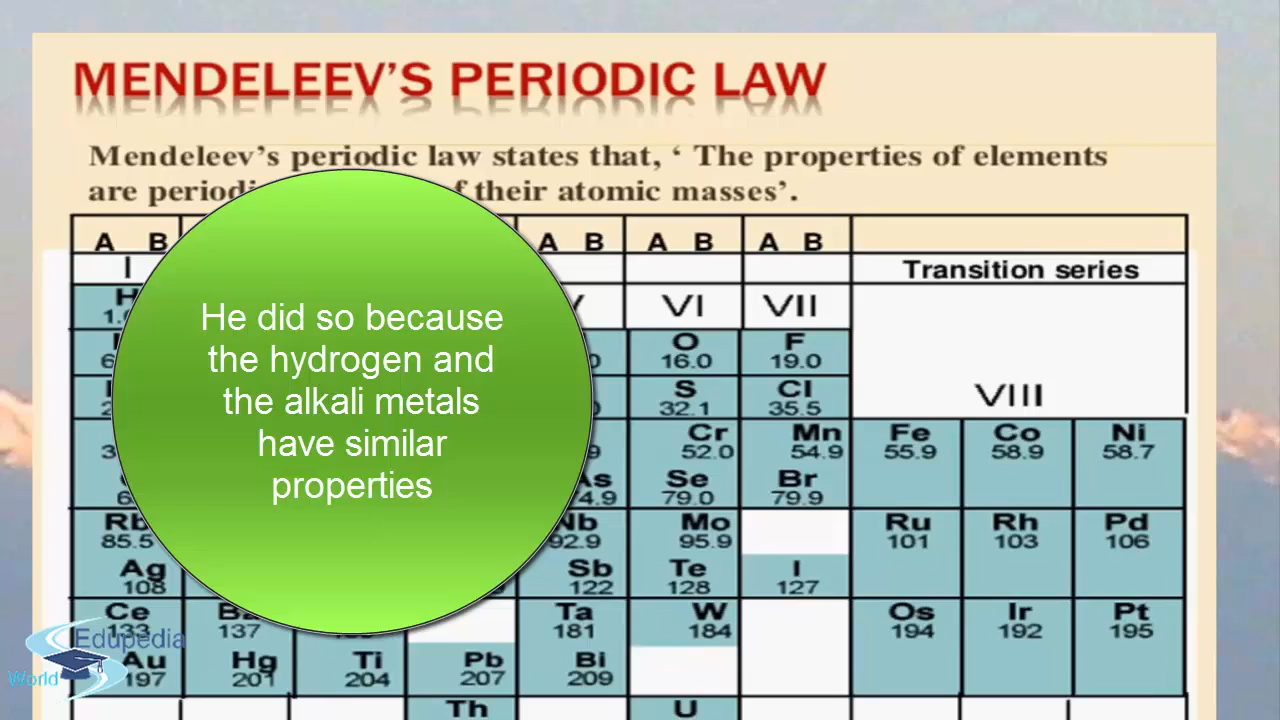 MENDELEEV'S PERIODIC LAW
Mendeleev's periodic law states that, ‘ The properties of elements
are of their atomic masses’.
A B A B A B A B
I Transition series
VI VII
H
O F
16.0 19.0
VIII
S Cl
32.1 35.5
Cr Mn Fe Co Ni
52.0 54.9 55.9 58.9 58.7
Se Br
79.0 79.9
Rb Nb Mo Ru Rh Pd
85.5 92.9 95.9 101 103 106
Ag Sb Te I
108 122 128 127
Ce Ta W Os Ir Pt
133 137 181 184 194 192 195
Au Hg Ti Pb Bi
197 201 204 207 209
Th U
He did so because
the hydrogen and
the alkali metals
have similar
properties
Edupedia
World